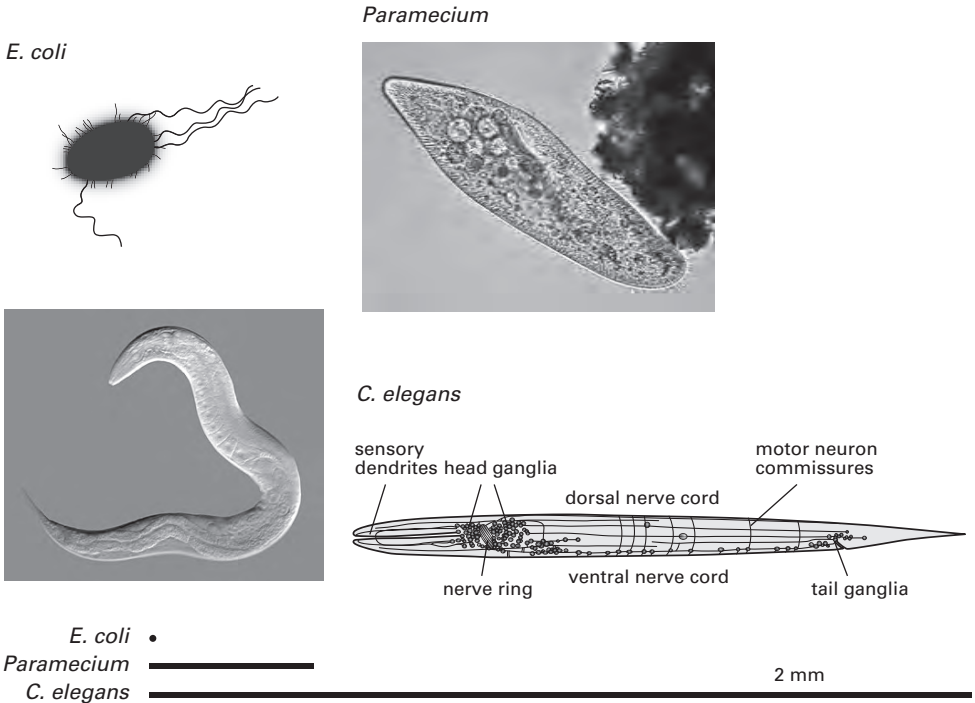 Paramecium
E. coli
C. elegans
sensory
dendrites head ganglia
motor neuron
commissures
dorsal nerve cord
nerve ring
ventral nerve cord
tail ganglia
E. coli
Paramecium
2 mm
C. elegans